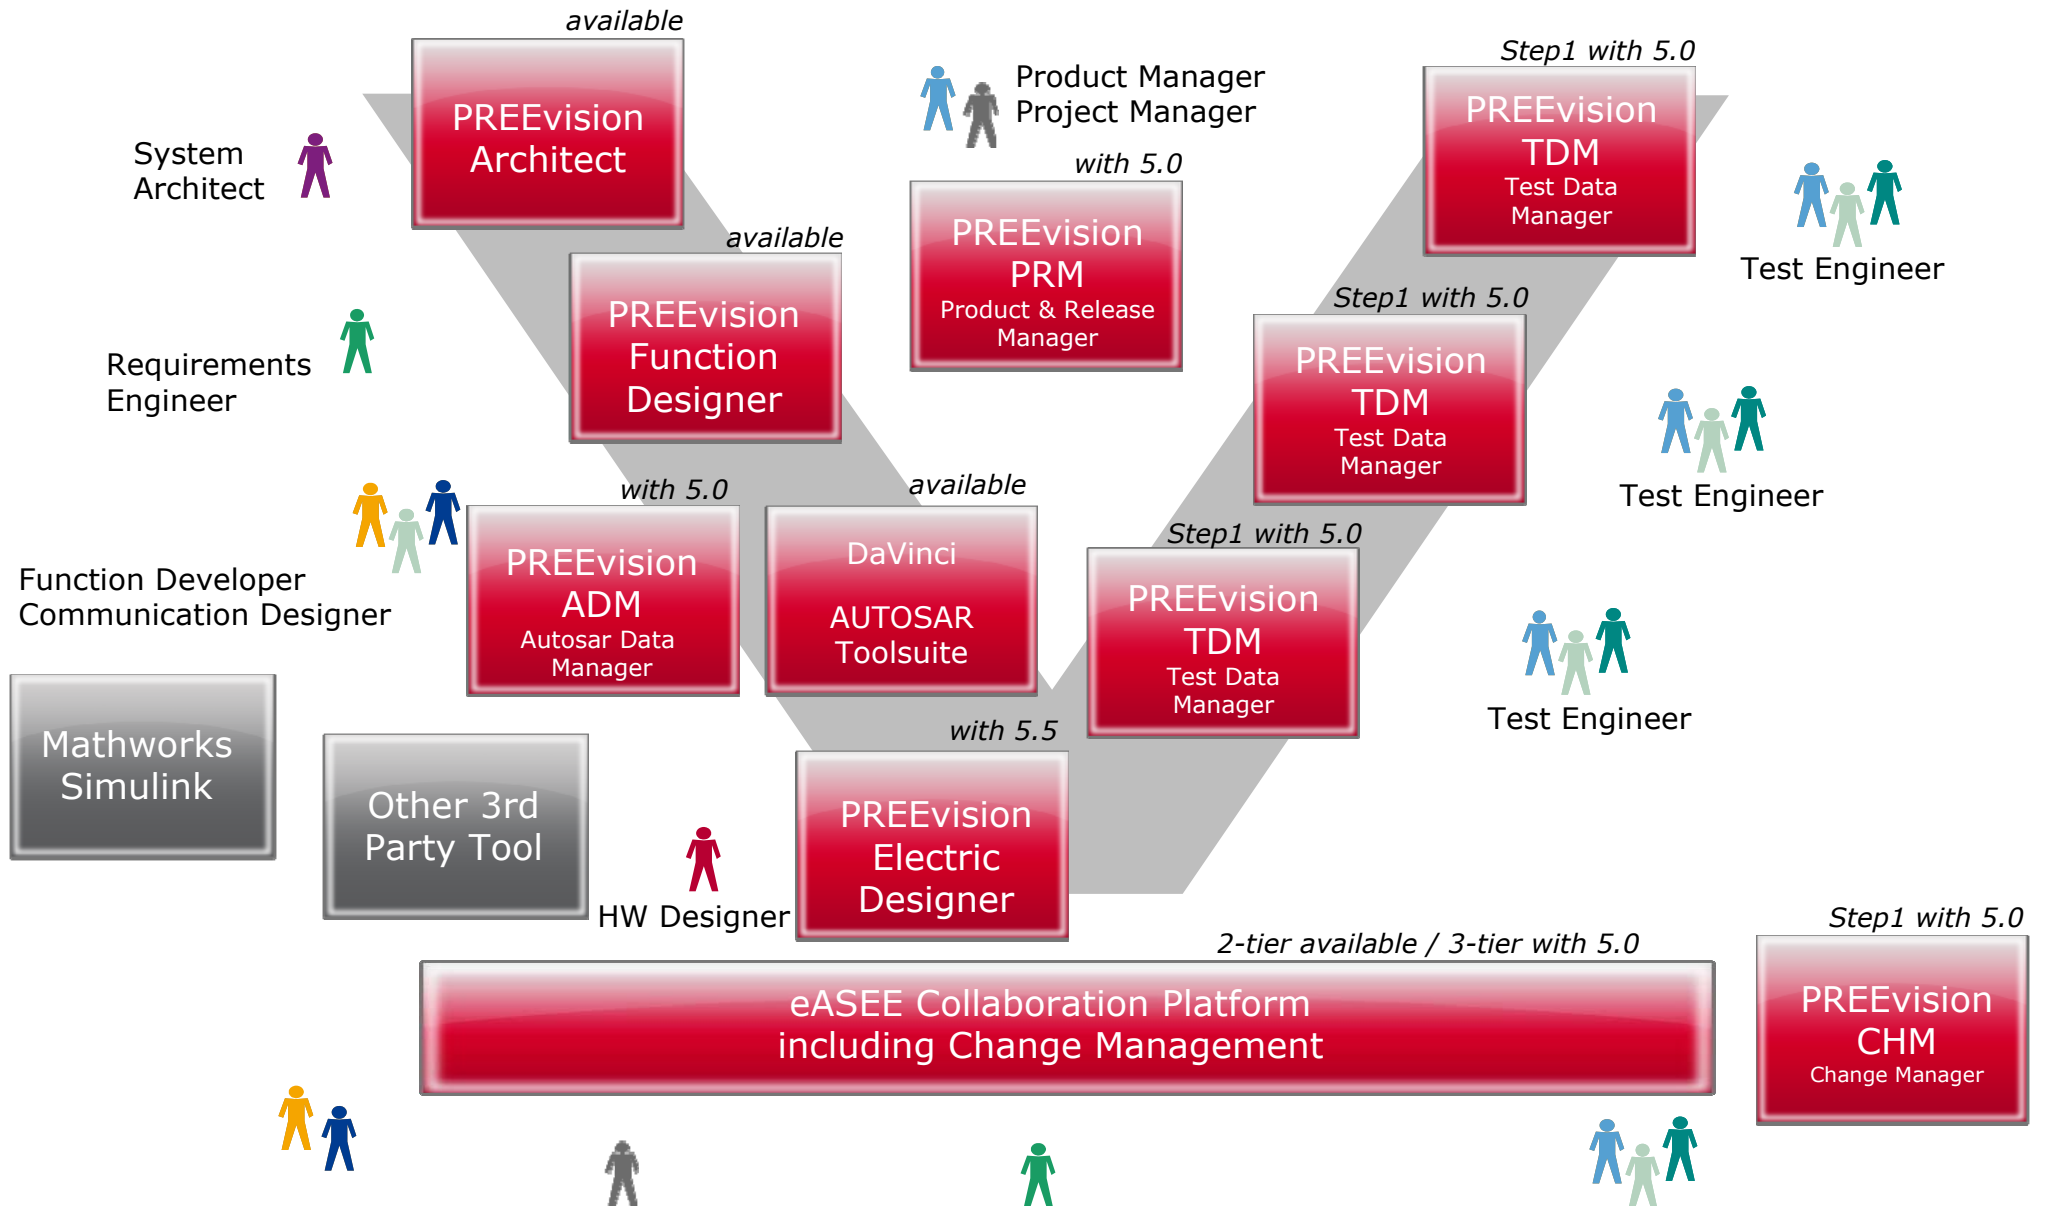 available
PREEvision
Architect
System
Architect
Product Manager
Project Manager
with 5.0
PREEvision
PRM
Product & Release
Manager
Step1 with 5.0
PREEvision
TDM
Test Data
Manager
Test Engineer
available
PREEvision
Function
Designer
Requirements
Engineer
Step1 with 5.0
PREEvision
TDM
Test Data
Manager
Test Engineer
Function Developer
Communication Designer
with 5.0
PREEvision
ADM
Autosar Data
Manager
available
DaVinci
AUTOSAR
Toolsuite
Step1 with 5.0
PREEvision
TDM
Test Data
Manager
Test Engineer
Mathworks
Simulink
Other 3rd
Party Tool
HW Designer
with 5.5
PREEvision
Electric
Designer
2-tier available / 3-tier with 5.0
eASEE Collaboration Platform
including Change Management
Step1 with 5.0
PREEvision
CHM
Change Manager